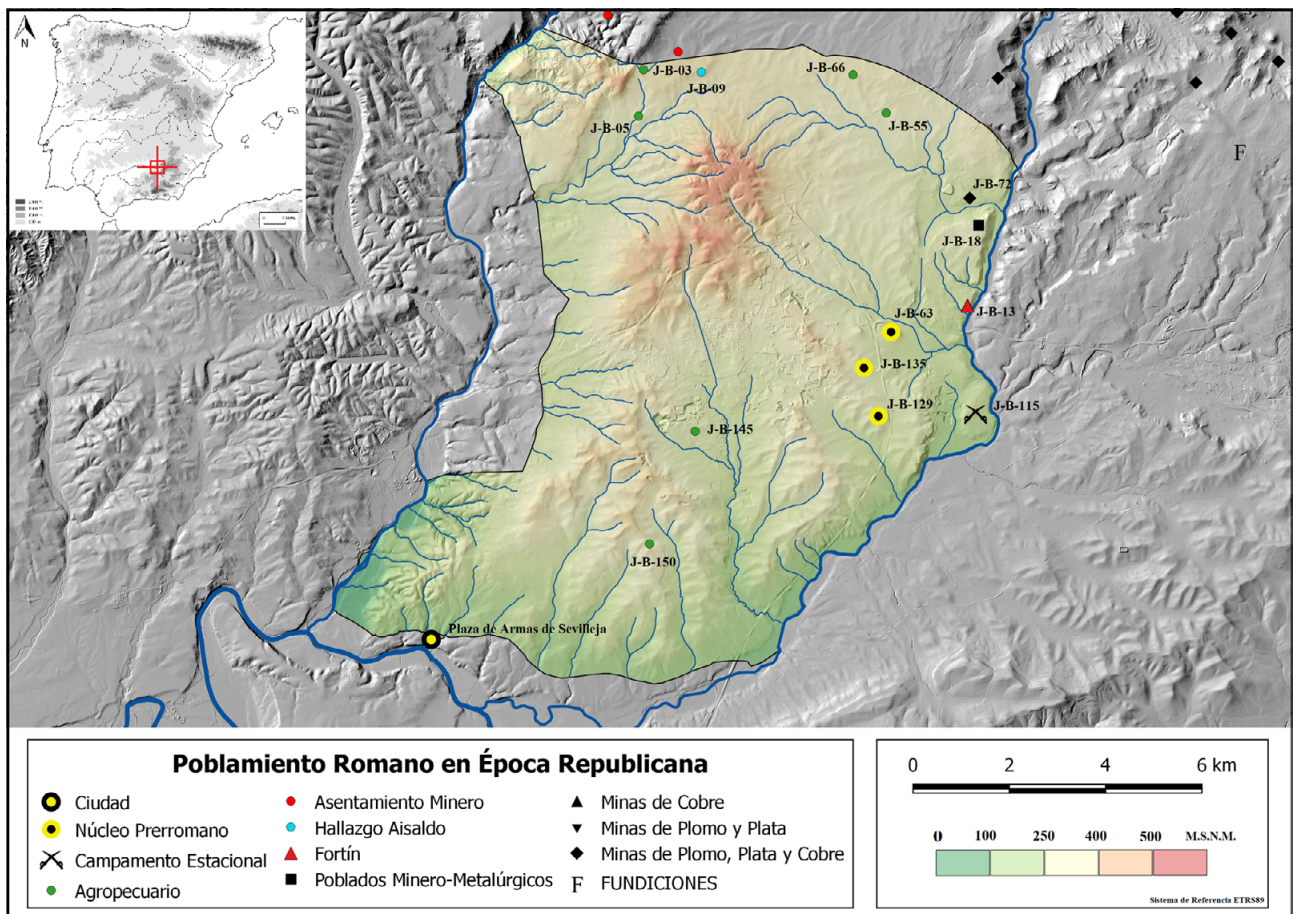 N
J-B-03
J-B-09
J-B-66
J-B-05
J-B-55
F
J-B-72
J-B-18
J-B-13
J-B-63
J-B-135
J-B-129
J-B-115
J-B-145
J-B-150
Plaza de Armas de Sevilleja
Poblamiento Romano en Época Republicana
Ciudad
Núcleo Prerromano
Campamento Estacional
Agropecuario
Asentamiento Minero
Hallazgo Aisaldo
Fortín
Poblados Minero-Metalúrgicos
Minas de Cobre
Minas de Plomo y Plata
Minas de Plomo, Plata y Cobre
F FUNDICIONES
0 2 4 6 km
0 100 250 400 500 M.S.N.M.
Sistema de Referencia ETRS89